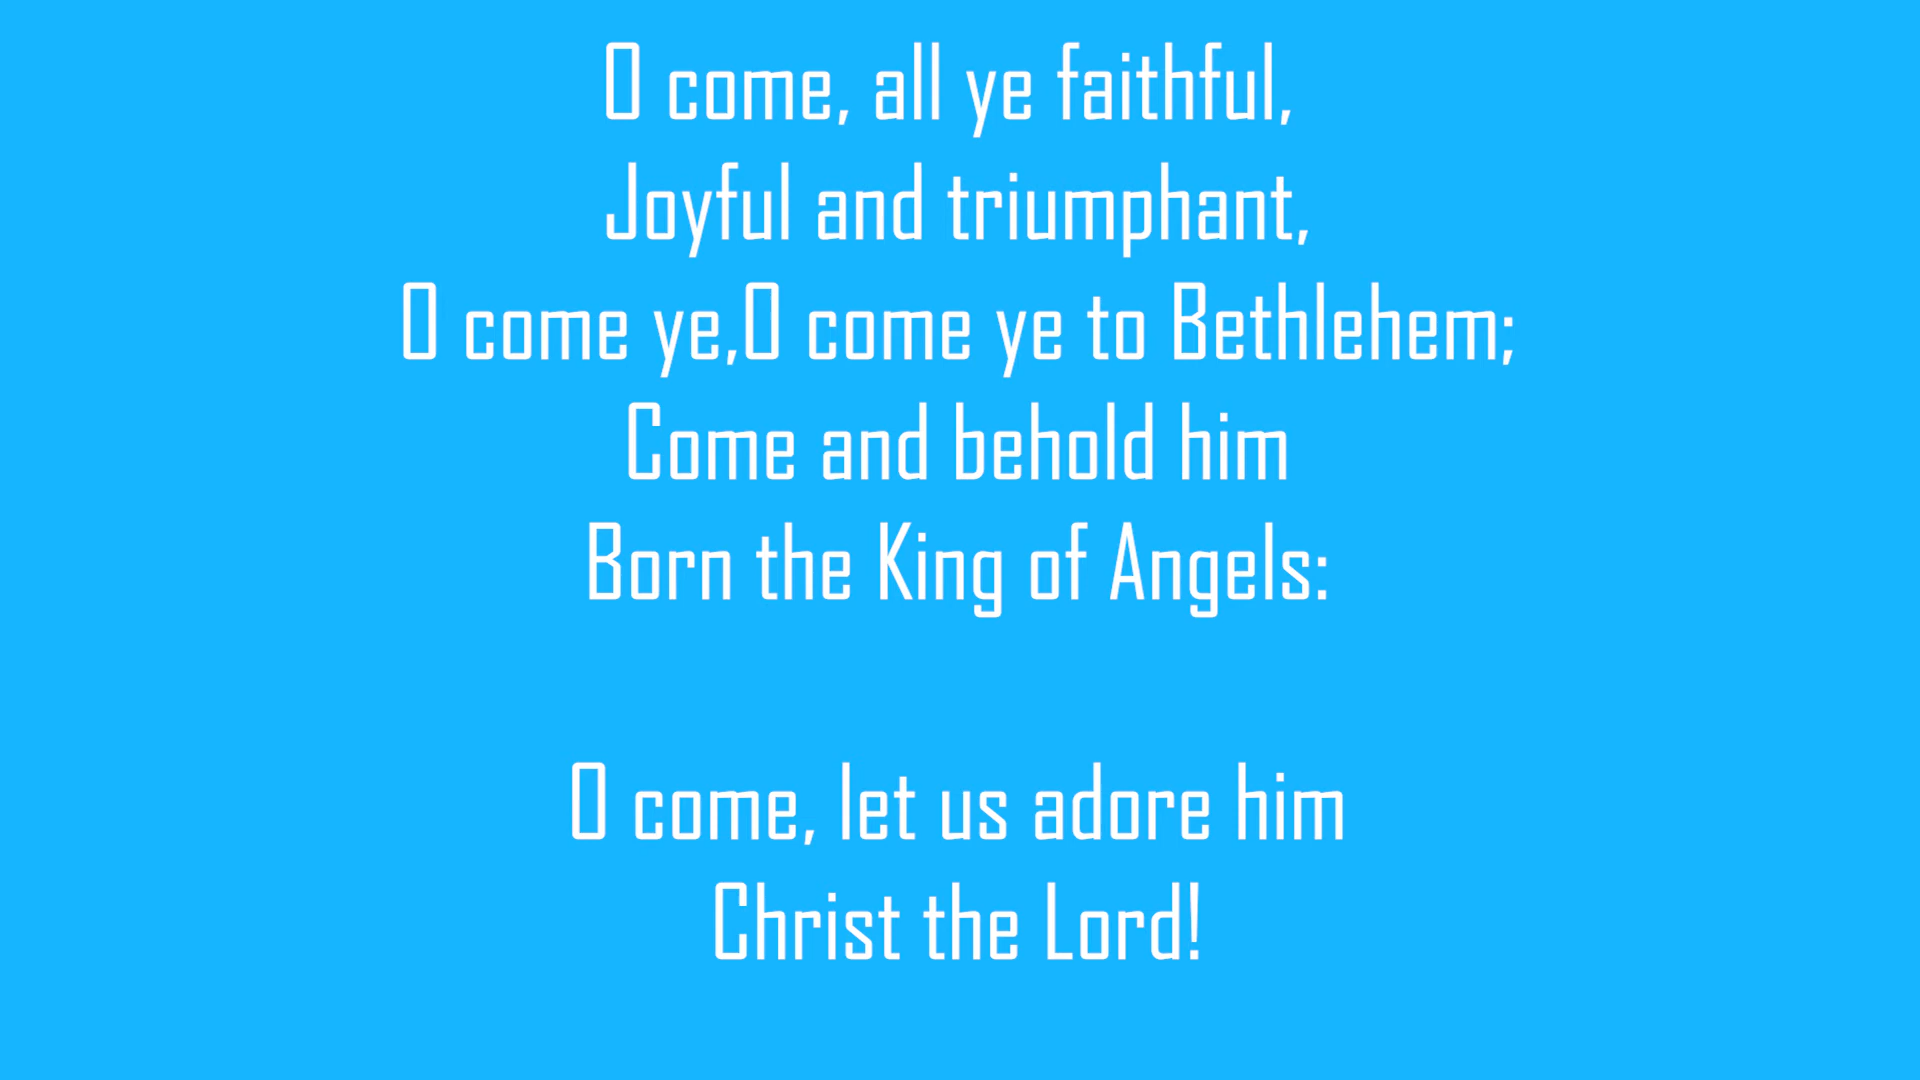 O come, all ye faithful,
Joyful and triumphant,
O come ye,O come ye to Bethlehem;
Come and behold him
Born the King of Angels:
O come, let us adore him
Christ the Lord!